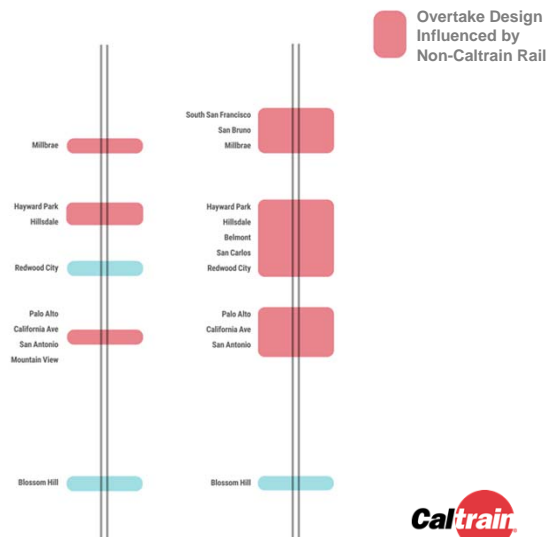 Overtake Design
Influenced by
Non-Caltrain Rail
Millbrae
Hayward Park
Hillsdale
Redwood City
Palo Alto
California Ave
San Antonio
Mountain View
Blossom Hill
South San Francisco
San Bruno
Millbrae
Hayward Park
Hillsdale
Belmont
San Carlos
Redwood City
Palo Alto
California Ave
San Antonio
Blossom Hill
Caltrain